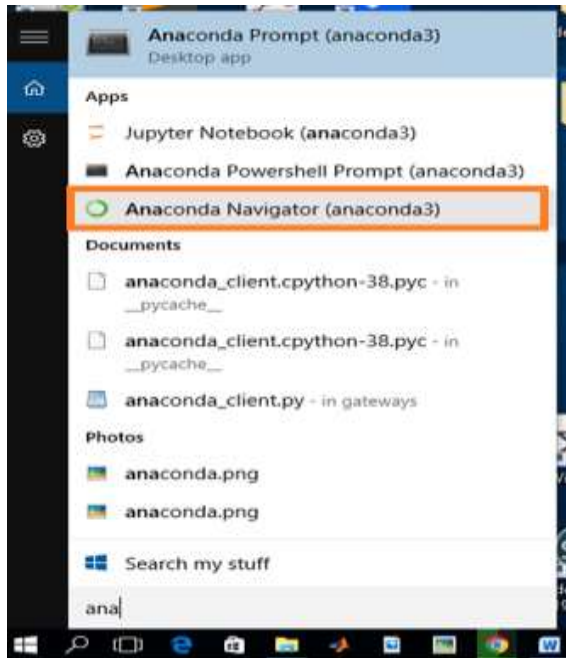 Anaconda Prompt (anaconda3)
Desktop app
Apps
Jupyter Notebook (anaconda3)
Anaconda Powershell Prompt (anaconda3)
Anaconda Navigator (anaconda3)
Documents
anaconda_client.cpython-38.pyc - in
__pycache__
anaconda_client.cpython-38.pyc - in
__pycache__
anaconda_client.py - in gateways
Photos
anaconda.png
anaconda.png
Search my stuff
ana